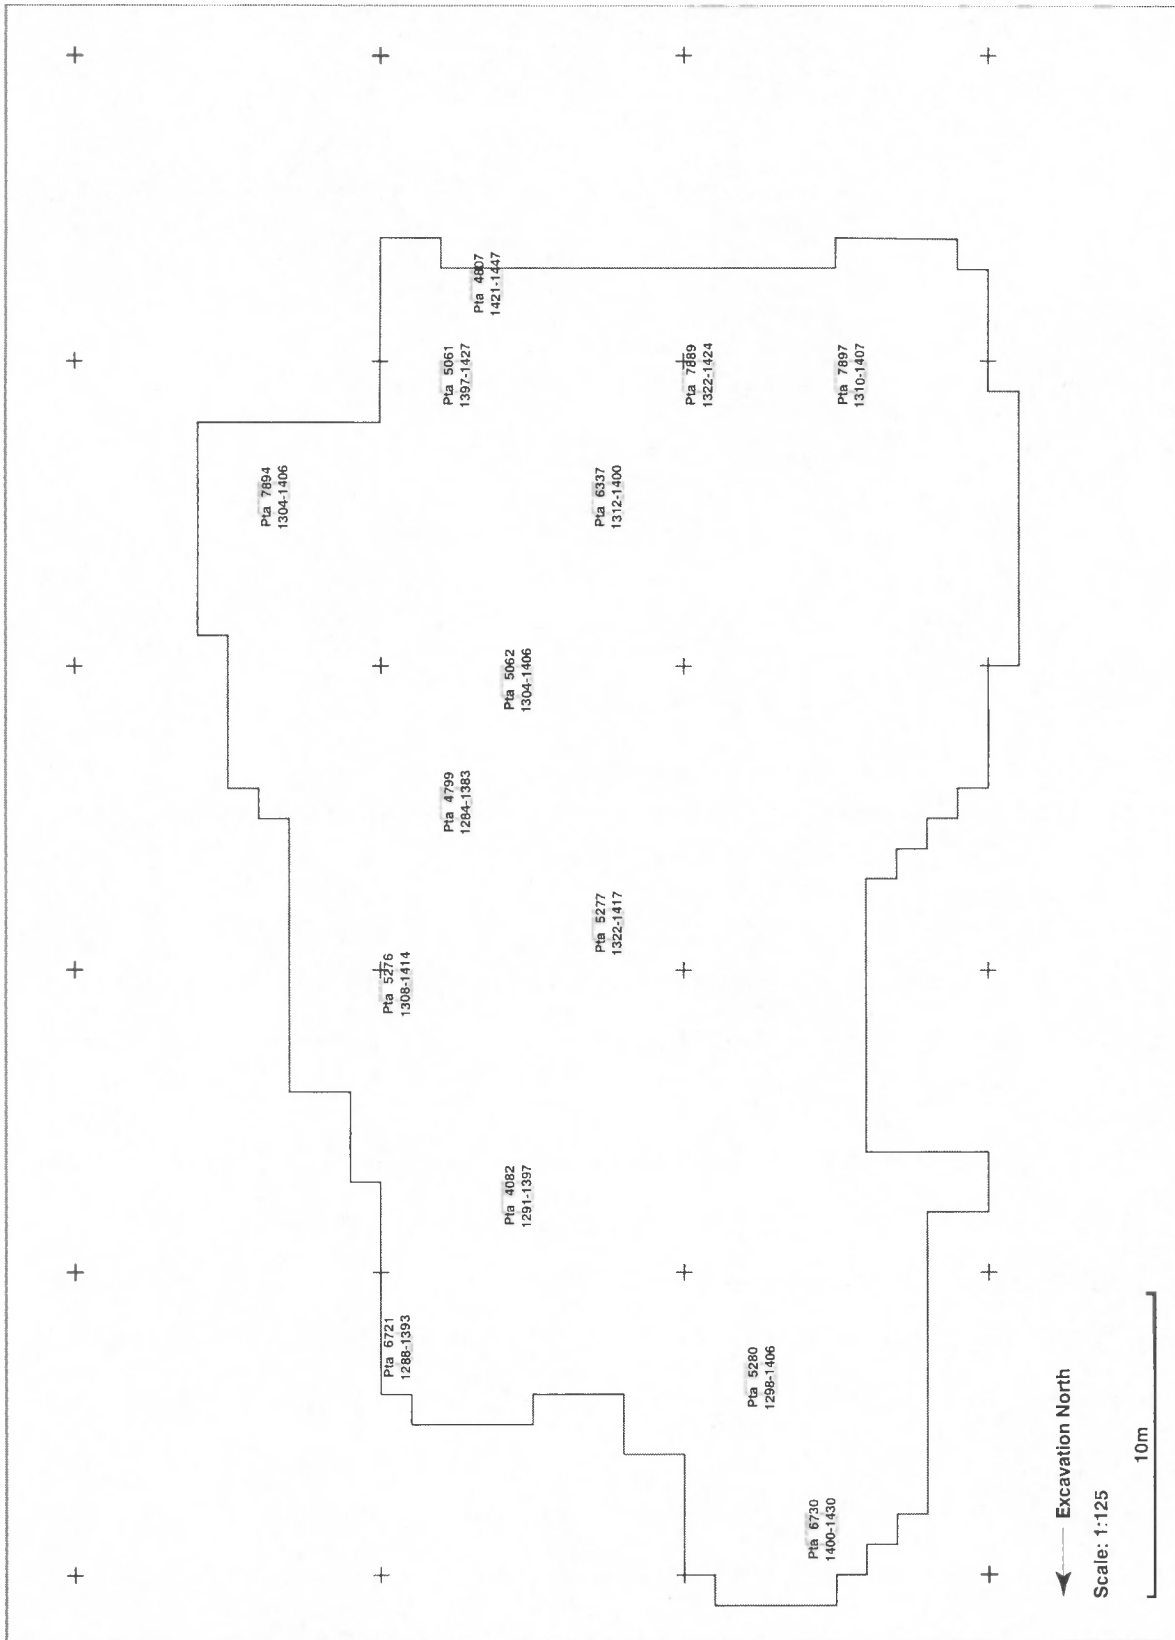 Pta 4807
1421-1447
Pta 5061
1397-1427
Pta 7889
1322-1424
Pta 7897
1310-1407
Pta 7894
1304-1406
Pta 6337
1312-1400
Pta 5062
1304-1406
Pta 4799
1284-1383
Pta 5277
1322-1417
Pta 5276
1308-1414
Pta 4082
1291-1397
Pta 6721
1288-1393
Pta 5280
1298-1406
Pta 6730
1400-1430
Excavation North
Scale: 1:125
10m